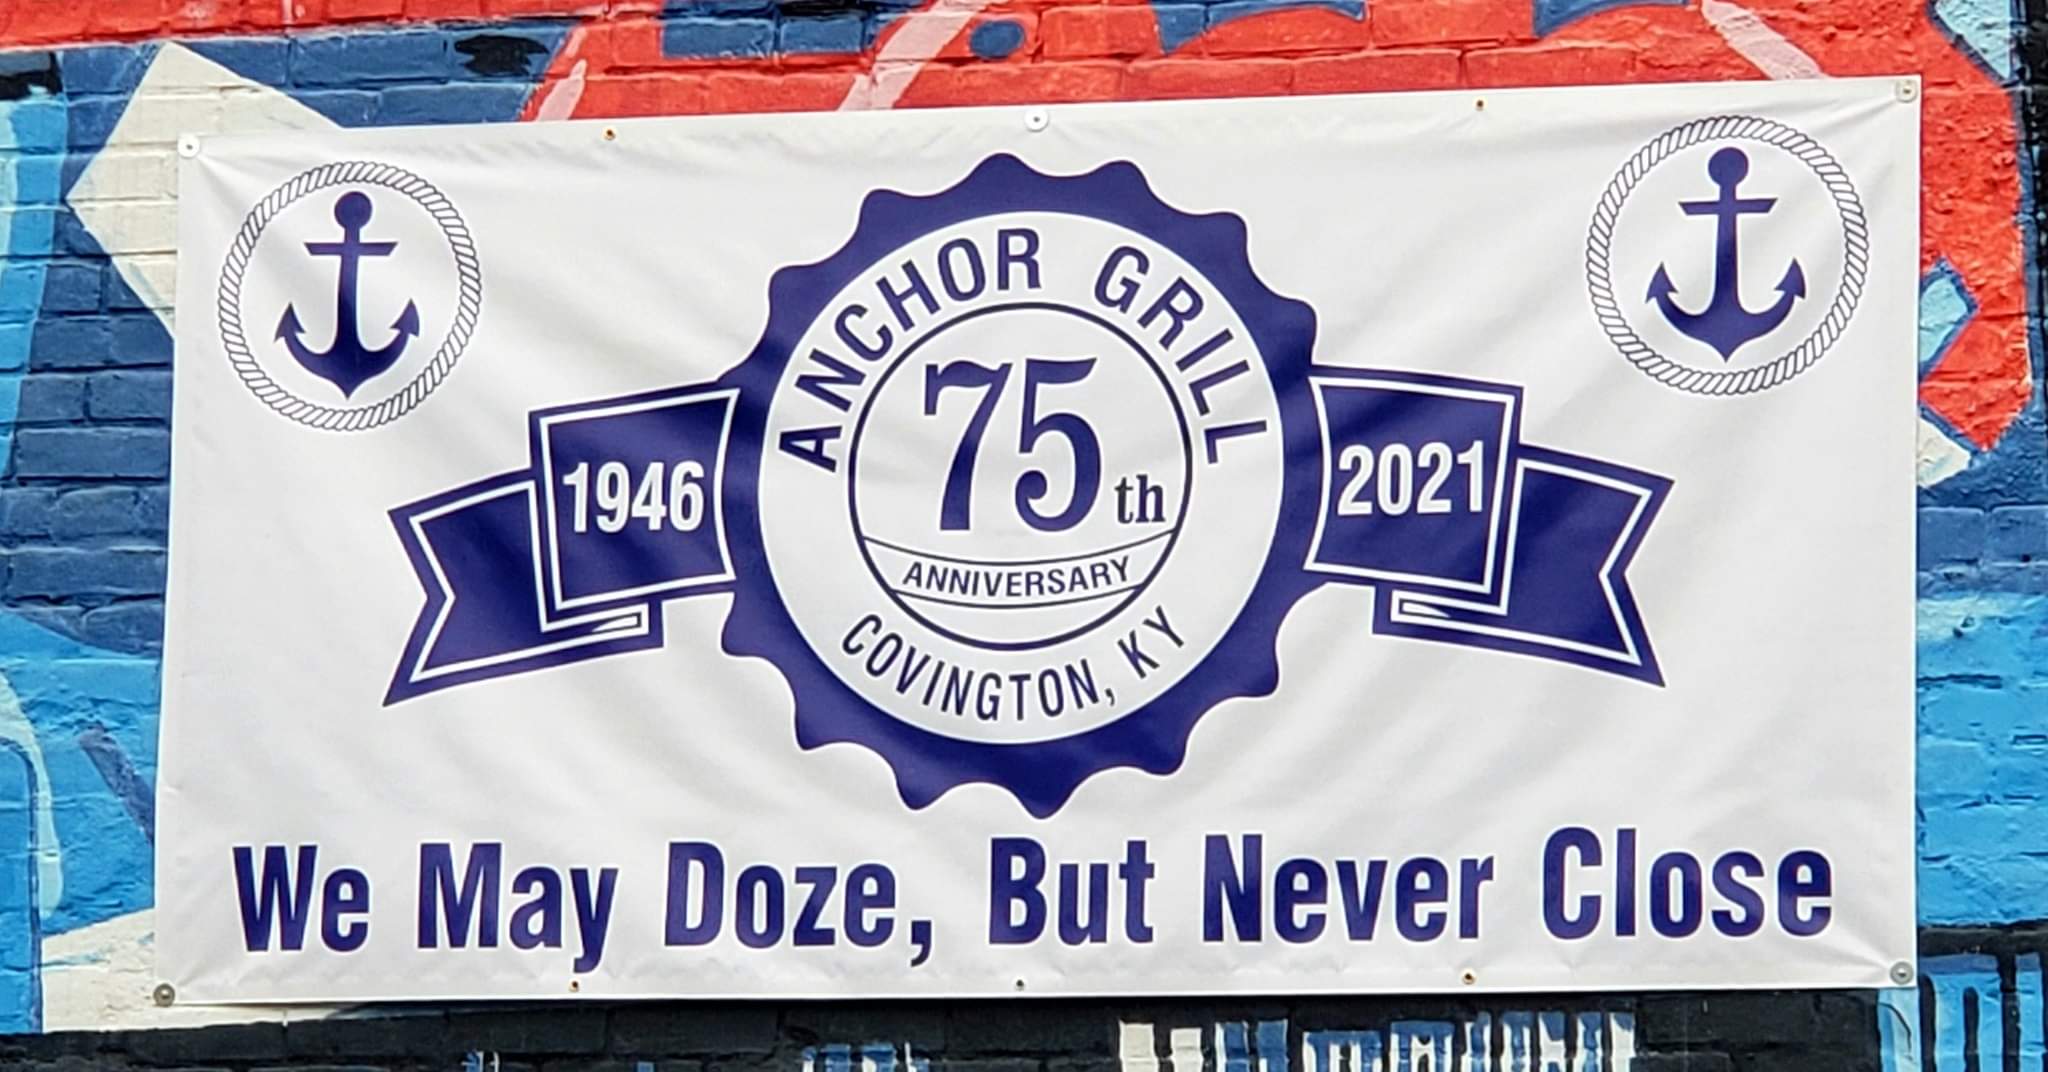 ANCHOR GRILL
75th
ANNIVERSARY
COVINGTON, KY
1946
2021
We May Doze, But Never Close